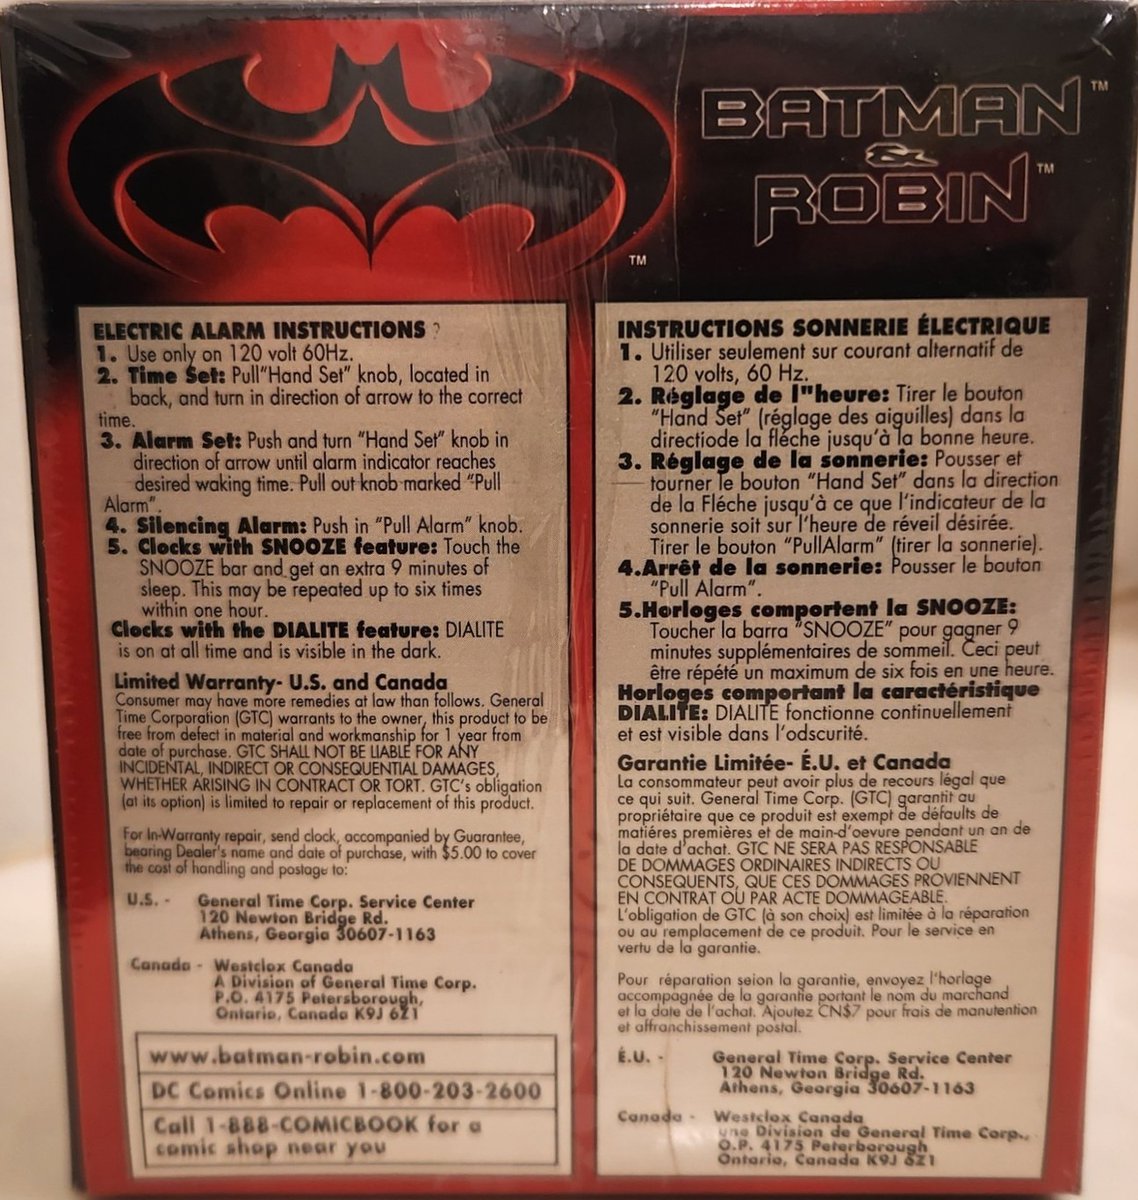 BATMAN™
&
ROBIN™
™
ELECTRIC ALARM INSTRUCTIONS ?
1. Use only on 120 volt 60Hz.
2. Time Set: Pull"Hand Set" knob, located in
back, and turn in direction of arrow to the correct
time.
3. Alarm Set: Push and turn "Hand Set" knob in
direction of arrow until alarm indicator reaches
desired waking time. Pull out knob marked "Pull
Alarm".
4. Silencing Alarm: Push in "Pull Alarm" knob.
5. Clocks with SNOOZE feature: Touch the
SNOOZE bar and get an extra 9 minutes of
sleep. This may be repeated up to six times
within one hour.
Clocks with the DIALITE feature: DIALITE
is on at all time and is visible in the dark.
Limited Warranty- U.S. and Canada
Consumer may have more remedies at law than follows. General
Time Corporation (GTC) warrants to the owner, this product to be
free from defect in material and workmanship for 1 year from
date of purchase. GTC SHALL NOT BE LIABLE FOR ANY
INCIDENTAL, INDIRECT OR CONSEQUENTIAL DAMAGES,
WHETHER ARISING IN CONTRACT OR TORT. GTC's obligation
(at its option) is limited to repair or replacement of this product.
For In-Warranty repair, send clock, accompanied by Guarantee,
bearing Dealer's name and date of purchase, with $5.00 to cover
the cost of handling and postage to:
U.S. - General Time Corp. Service Center
120 Newton Bridge Rd.
Athens, Georgia 30607-1163
Canada - Westclox Canada
A Division of General Time Corp.
P.O. 4175 Petersborough,
Ontario, Canada K9J 6Z1
www.batman-robin.com
DC Comics Online 1-800-203-2600
Call 1-888-COMICBOOK for a
comic shop near you
INSTRUCTIONS SONNERIE ÉLECTRIQUE
1. Utiliser seulement sur courant alternatif de
120 volts, 60 Hz.
2. Réglage de l"heure: Tirer le bouton
"Hand Set" (réglage des aiguilles) dans la
directiode la fléche jusqu'à la bonne heure.
3. Réglage de la sonnerie: Pousser et
tourner le bouton "Hand Set" dans la direction
de la Fléche jusqu'à ce que l'indicateur de la
sonnerie soit sur l'heure de réveil désirée.
Tirer le bouton "PullAlarm" (tirer la sonnerie).
4.Arrêt de la sonnerie: Pousser le bouton
"Pull Alarm".
5.Horloges comportent la SNOOZE:
Toucher la barra "SNOOZE" pour gagner 9
minutes supplémentaires de sommeil. Ceci peut
être répété un maximum de six fois en une heure.
Horloges comportant la caractéristique
DIALITE: DIALITE fonctionne continuellement
et est visible dans l'odscurité.
Garantie Limitée- É.U. et Canada
La consommateur peut avoir plus de recours légal que
ce qui suit. General Time Corp. (GTC) garantit au
propriétaire que ce produit est exempt de défaults de
matiéres premières et de main-d'oevure pendant un an de
la date d'achat. GTC NE SERA PAS RESPONSABLE
DE DOMMAGES ORDINAIRES INDIRECTS OU
CONSEQUENTS, QUE CES DOMMAGES PROVIENNENT
EN CONTRAT OU PAR ACTE DOMMAGEABLE.
L'obligation de GTC (à son choix) est limitée à la réparation
ou au remplacement de ce produit. Pour le service en
vertu de la garantie.
Pour réparation selon la garantie, envoyez l'horlage
accompagnée de la garantie portant le nom du marchand
et la date de l'achat. Ajoutez CN$7 pour frais de manutention
et affranchissement postal.
É.U. - General Time Corp. Service Center
120 Newton Bridge Rd.
Athens, Georgia 30607-1163
Canada - Westclox Canada
une Division de General Time Corp.,
O.P. 4175 Peterborough
Ontario, Canada K9J 6Z1